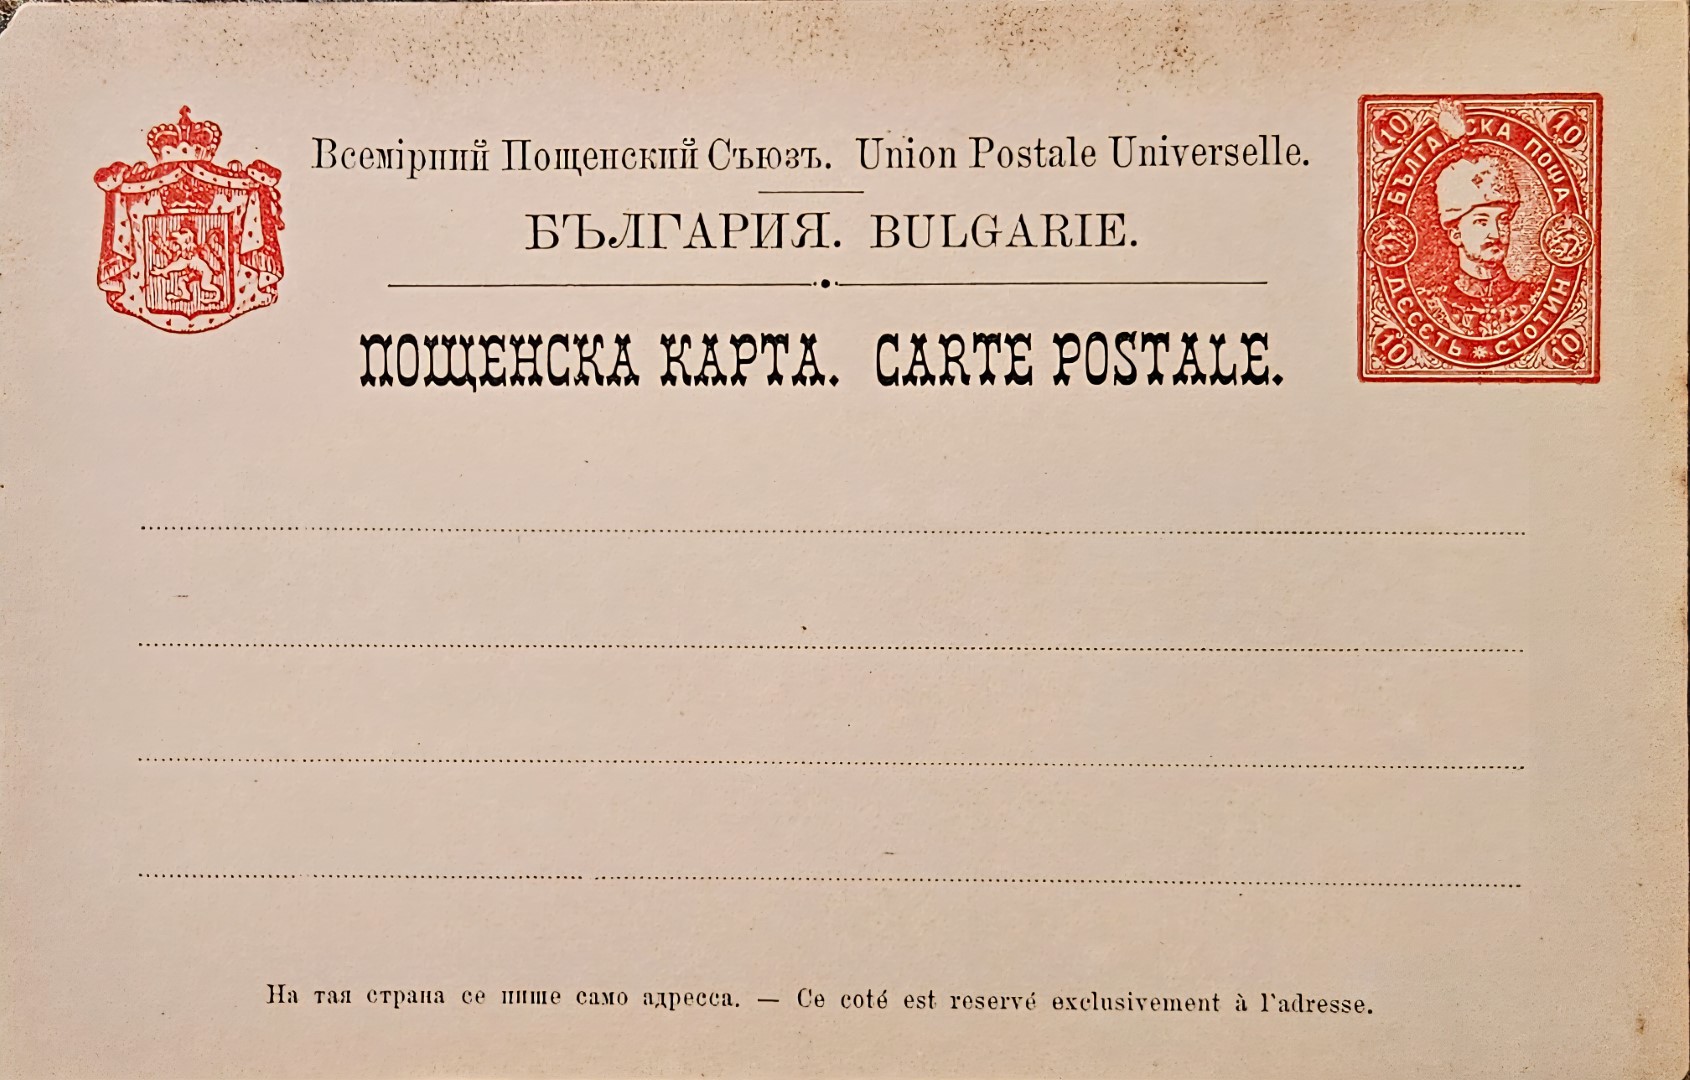 Всемірний Пощенский Съюзъ. Union Postale Universelle.
БЪЛГАРИЯ. BULGARIE.
ПОЩЕНСКА КАРТА. CARTE POSTALE.
10 10
ПОЩА
ДЕСЕТЬ * СТОТИН
10 10
На тая страна се пише само адресса. — Ce coté est reservé exclusivement à l'adresse.